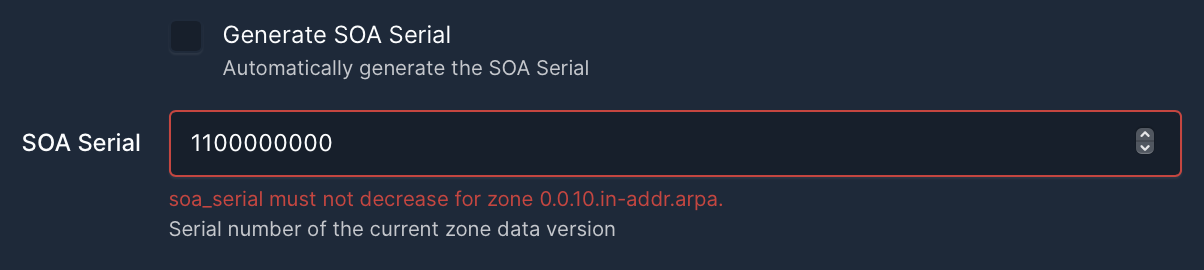 Generate SOA Serial
Automatically generate the SOA Serial
SOA Serial
1100000000
soa_serial must not decrease for zone 0.0.10.in-addr.arpa.
Serial number of the current zone data version